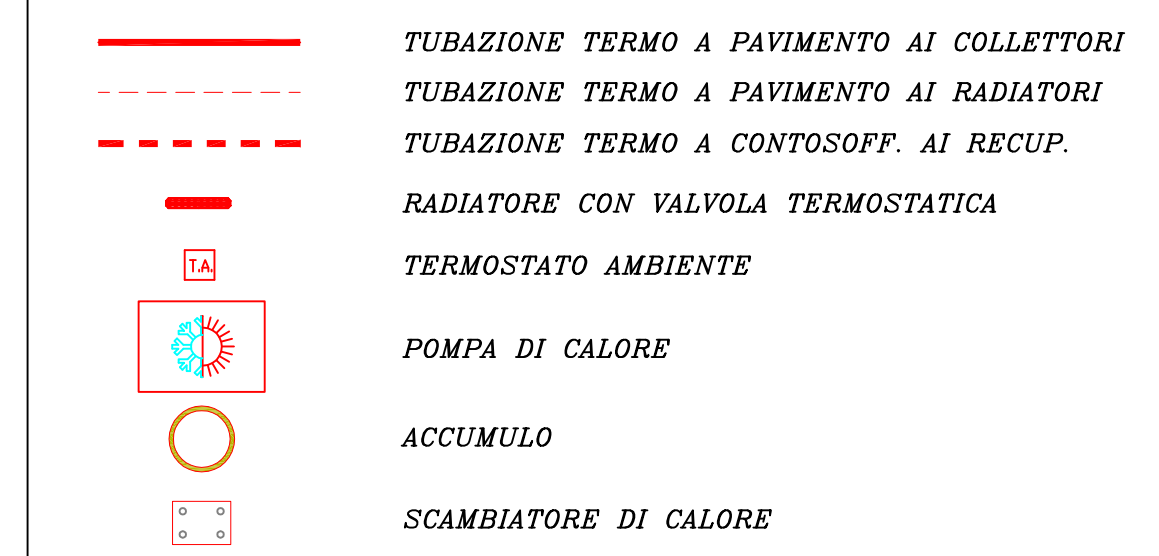 TUBAZIONE TERMO A PAVIMENTO AI COLLETTORI
TUBAZIONE TERMO A PAVIMENTO AI RADIATORI
TUBAZIONE TERMO A CONTOSOFF. AI RECUP.
RADIATORE CON VALVOLA TERMOSTATICA
T.A. TERMOSTATO AMBIENTE
POMPA DI CALORE
ACCUMULO
SCAMBIATORE DI CALORE